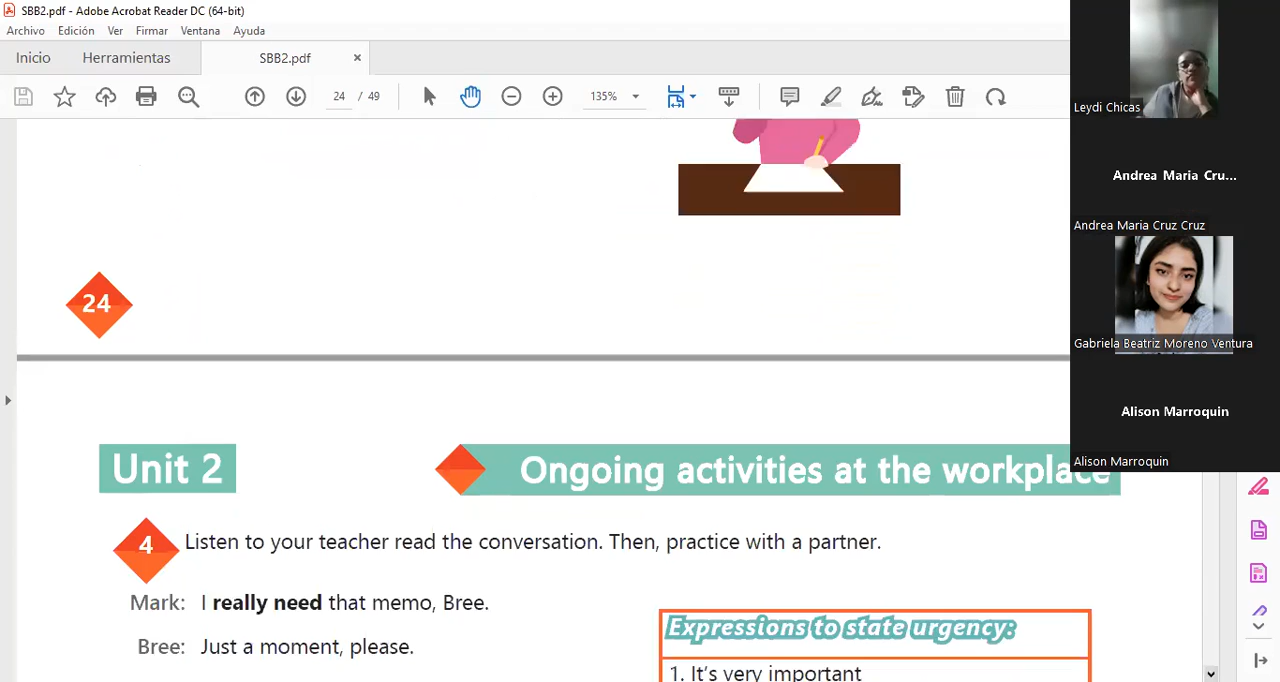 SBB2.pdf - Adobe Acrobat Reader DC (64-bit)
Archivo Edición Ver Firmar Ventana Ayuda
Inicio Herramientas SBB2.pdf ×
24 / 49 135%
24
Unit 2 Ongoing activities at the workplace
4 Listen to your teacher read the conversation. Then, practice with a partner.
Mark: I really need that memo, Bree.
Bree: Just a moment, please.
Expressions to state urgency:
1. It's very important
Leydi Chicas
Andrea Maria Cru...
Andrea Maria Cruz Cruz
Gabriela Beatriz Moreno Ventura
Alison Marroquin
Alison Marroquin